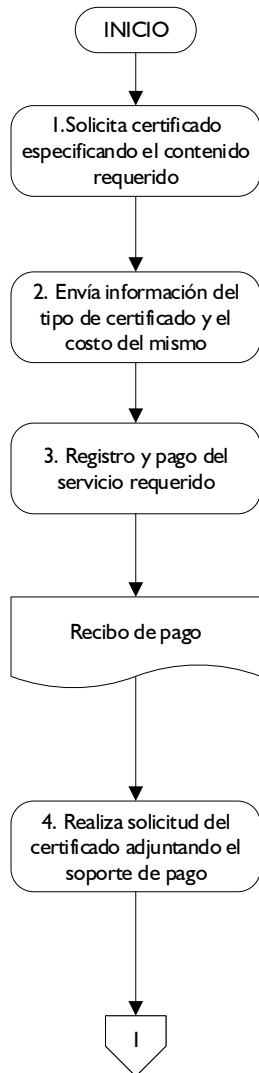 INICIO
1.Solicita certificado
especificando el contenido
requerido
2. Envía información del
tipo de certificado y el
costo del mismo
3. Registro y pago del
servicio requerido
Recibo de pago
4. Realiza solicitud del
certificado adjuntando el
soporte de pago
1